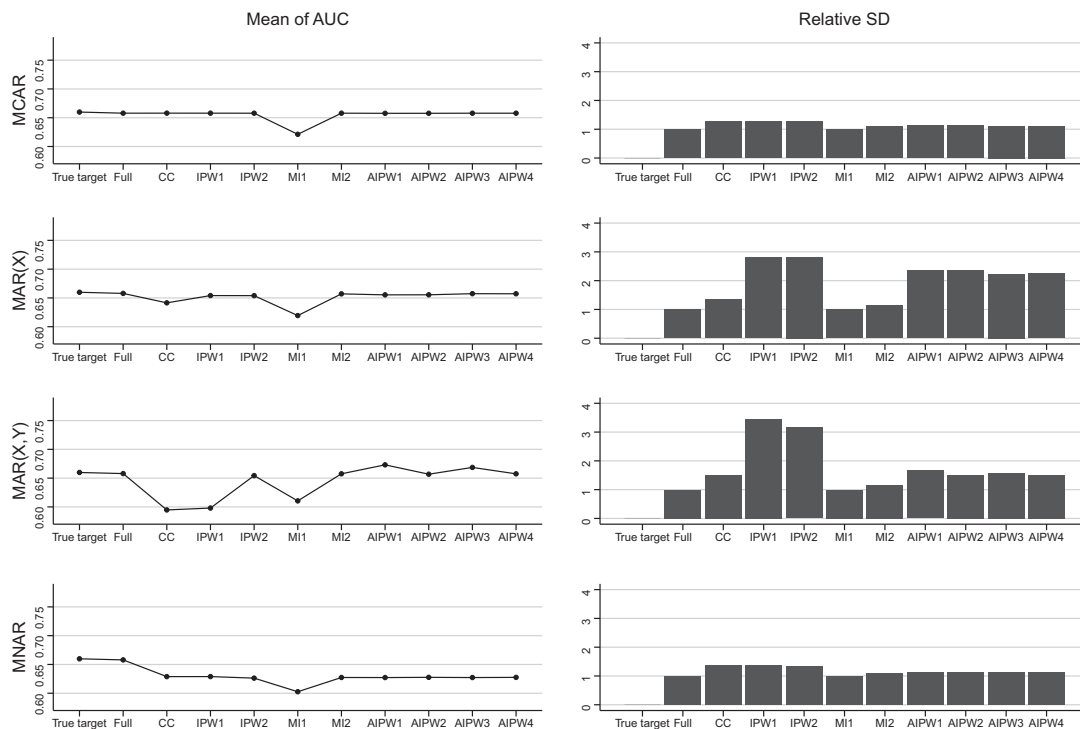 Mean of AUC
Relative SD
MCAR
0.75
0.70
0.65
0.60
True target Full CC IPW1 IPW2 MI1 MI2 AIPW1 AIPW2 AIPW3 AIPW4
4
3
2
1
0
True target Full CC IPW1 IPW2 MI1 MI2 AIPW1 AIPW2 AIPW3 AIPW4
MAR(X)
0.75
0.70
0.65
0.60
True target Full CC IPW1 IPW2 MI1 MI2 AIPW1 AIPW2 AIPW3 AIPW4
4
3
2
1
0
True target Full CC IPW1 IPW2 MI1 MI2 AIPW1 AIPW2 AIPW3 AIPW4
MAR(X,Y)
0.75
0.70
0.65
0.60
True target Full CC IPW1 IPW2 MI1 MI2 AIPW1 AIPW2 AIPW3 AIPW4
4
3
2
1
0
True target Full CC IPW1 IPW2 MI1 MI2 AIPW1 AIPW2 AIPW3 AIPW4
MNAR
0.75
0.70
0.65
0.60
True target Full CC IPW1 IPW2 MI1 MI2 AIPW1 AIPW2 AIPW3 AIPW4
4
3
2
1
0
True target Full CC IPW1 IPW2 MI1 MI2 AIPW1 AIPW2 AIPW3 AIPW4